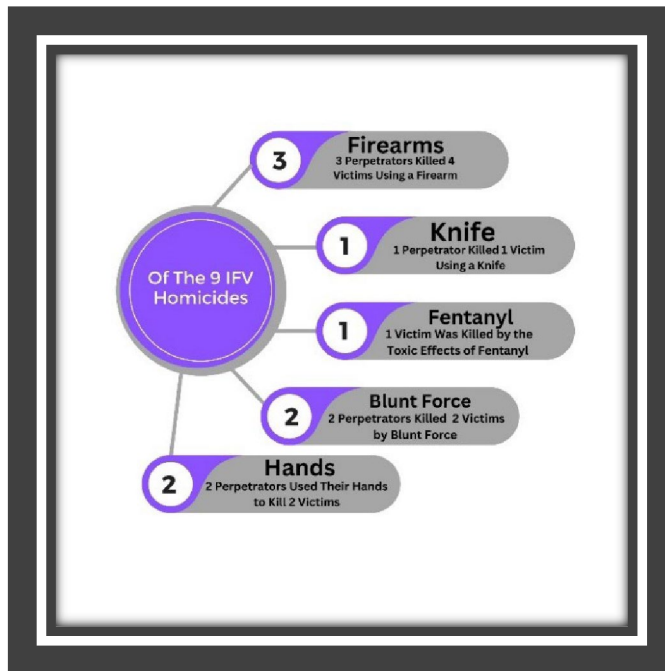 3
Firearms
3 Perpetrators Killed 4
Victims Using a Firearm
1
Knife
1 Perpetrator Killed 1 Victim
Using a Knife
Of The 9 IFV
Homicides
1
Fentanyl
1 Victim Was Killed by the
Toxic Effects of Fentanyl
2
Blunt Force
2 Perpetrators Killed 2 Victims
by Blunt Force
2
Hands
2 Perpetrators Used Their Hands
to Kill 2 Victims